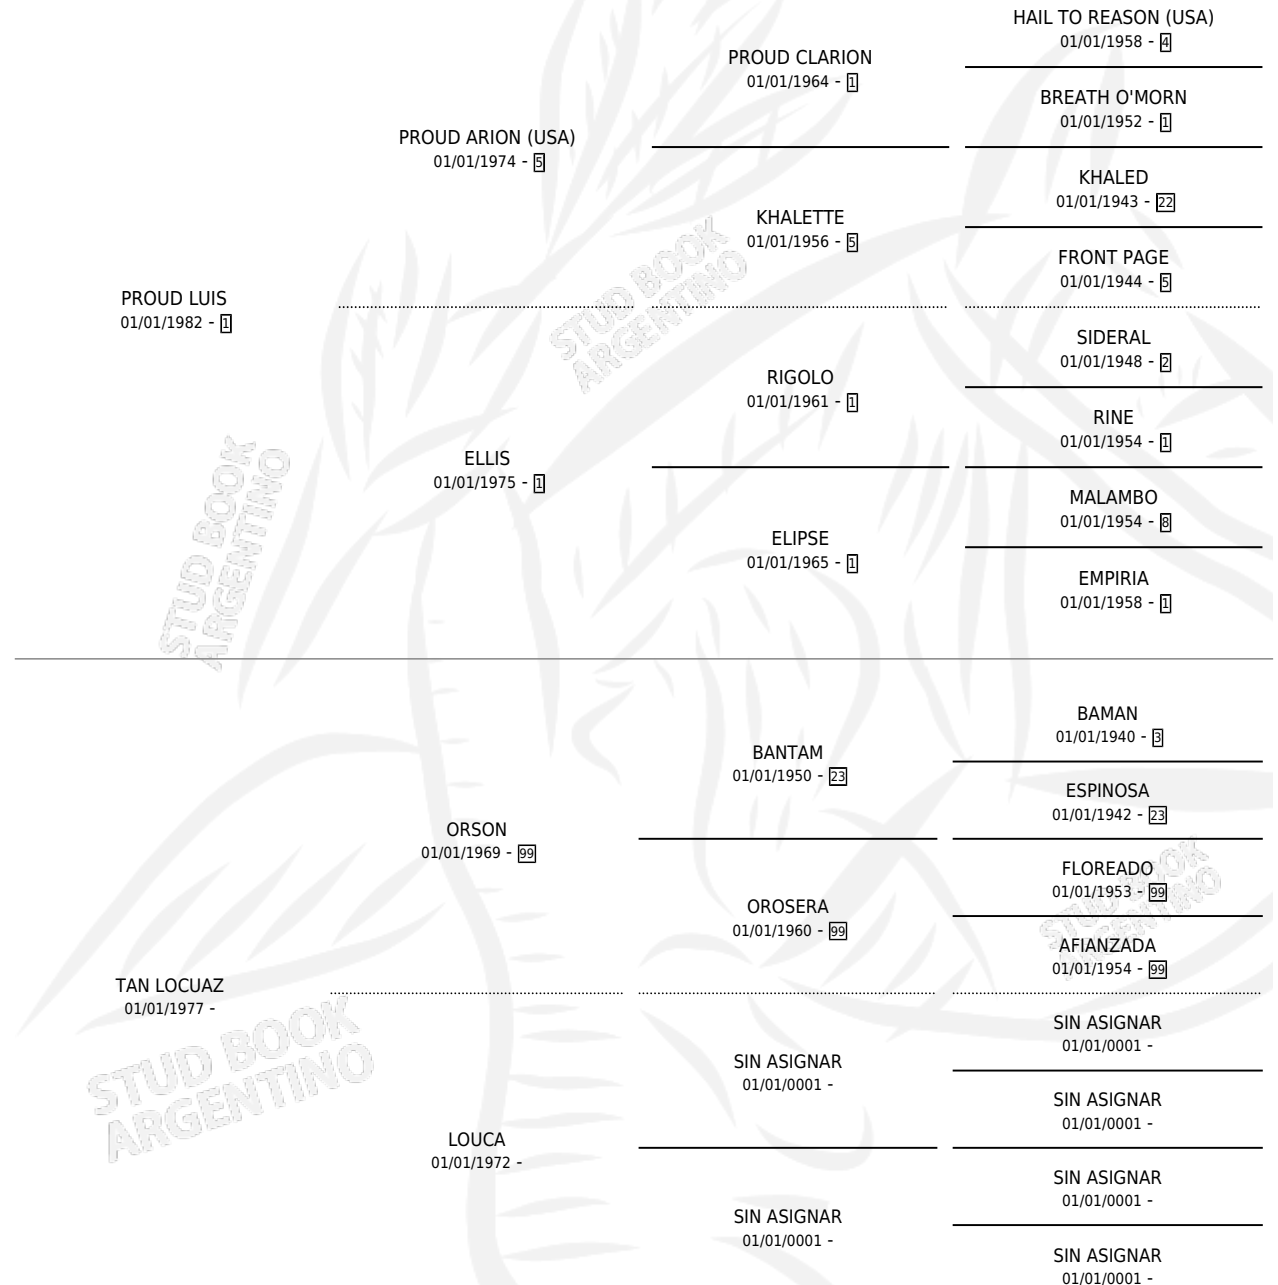 HAIL TO REASON (USA)
01/01/1958 - 4
PROUD CLARION
01/01/1964 - 1
BREATH O'MORN
01/01/1952 - 1
PROUD ARION (USA)
01/01/1974 - 5
KHALED
01/01/1943 - 22
KHALETTE
01/01/1956 - 5
FRONT PAGE
01/01/1944 - 5
PROUD LUIS
01/01/1982 - 1
SIDERAL
01/01/1948 - 2
RIGOLO
01/01/1961 - 1
RINE
01/01/1954 - 1
ELLIS
01/01/1975 - 1
MALAMBO
01/01/1954 - 8
ELIPSE
01/01/1965 - 1
EMPIRIA
01/01/1958 - 1
STUD BOOK
ARGENTINO
STUD BOOK
ARGENTINO
BAMAN
01/01/1940 - 3
BANTAM
01/01/1950 - 23
ESPINOSA
01/01/1942 - 23
ORSON
01/01/1969 - 99
FLOREADO
01/01/1953 - 99
OROSERA
01/01/1960 - 99
AFIANZADA
01/01/1954 - 99
STUD BOOK
ARGENTINO
TAN LOCUAZ
01/01/1977 -
SIN ASIGNAR
01/01/0001 -
SIN ASIGNAR
01/01/0001 -
SIN ASIGNAR
01/01/0001 -
LOUCA
01/01/1972 -
SIN ASIGNAR
01/01/0001 -
SIN ASIGNAR
01/01/0001 -
SIN ASIGNAR
01/01/0001 -
STUD BOOK
ARGENTINO